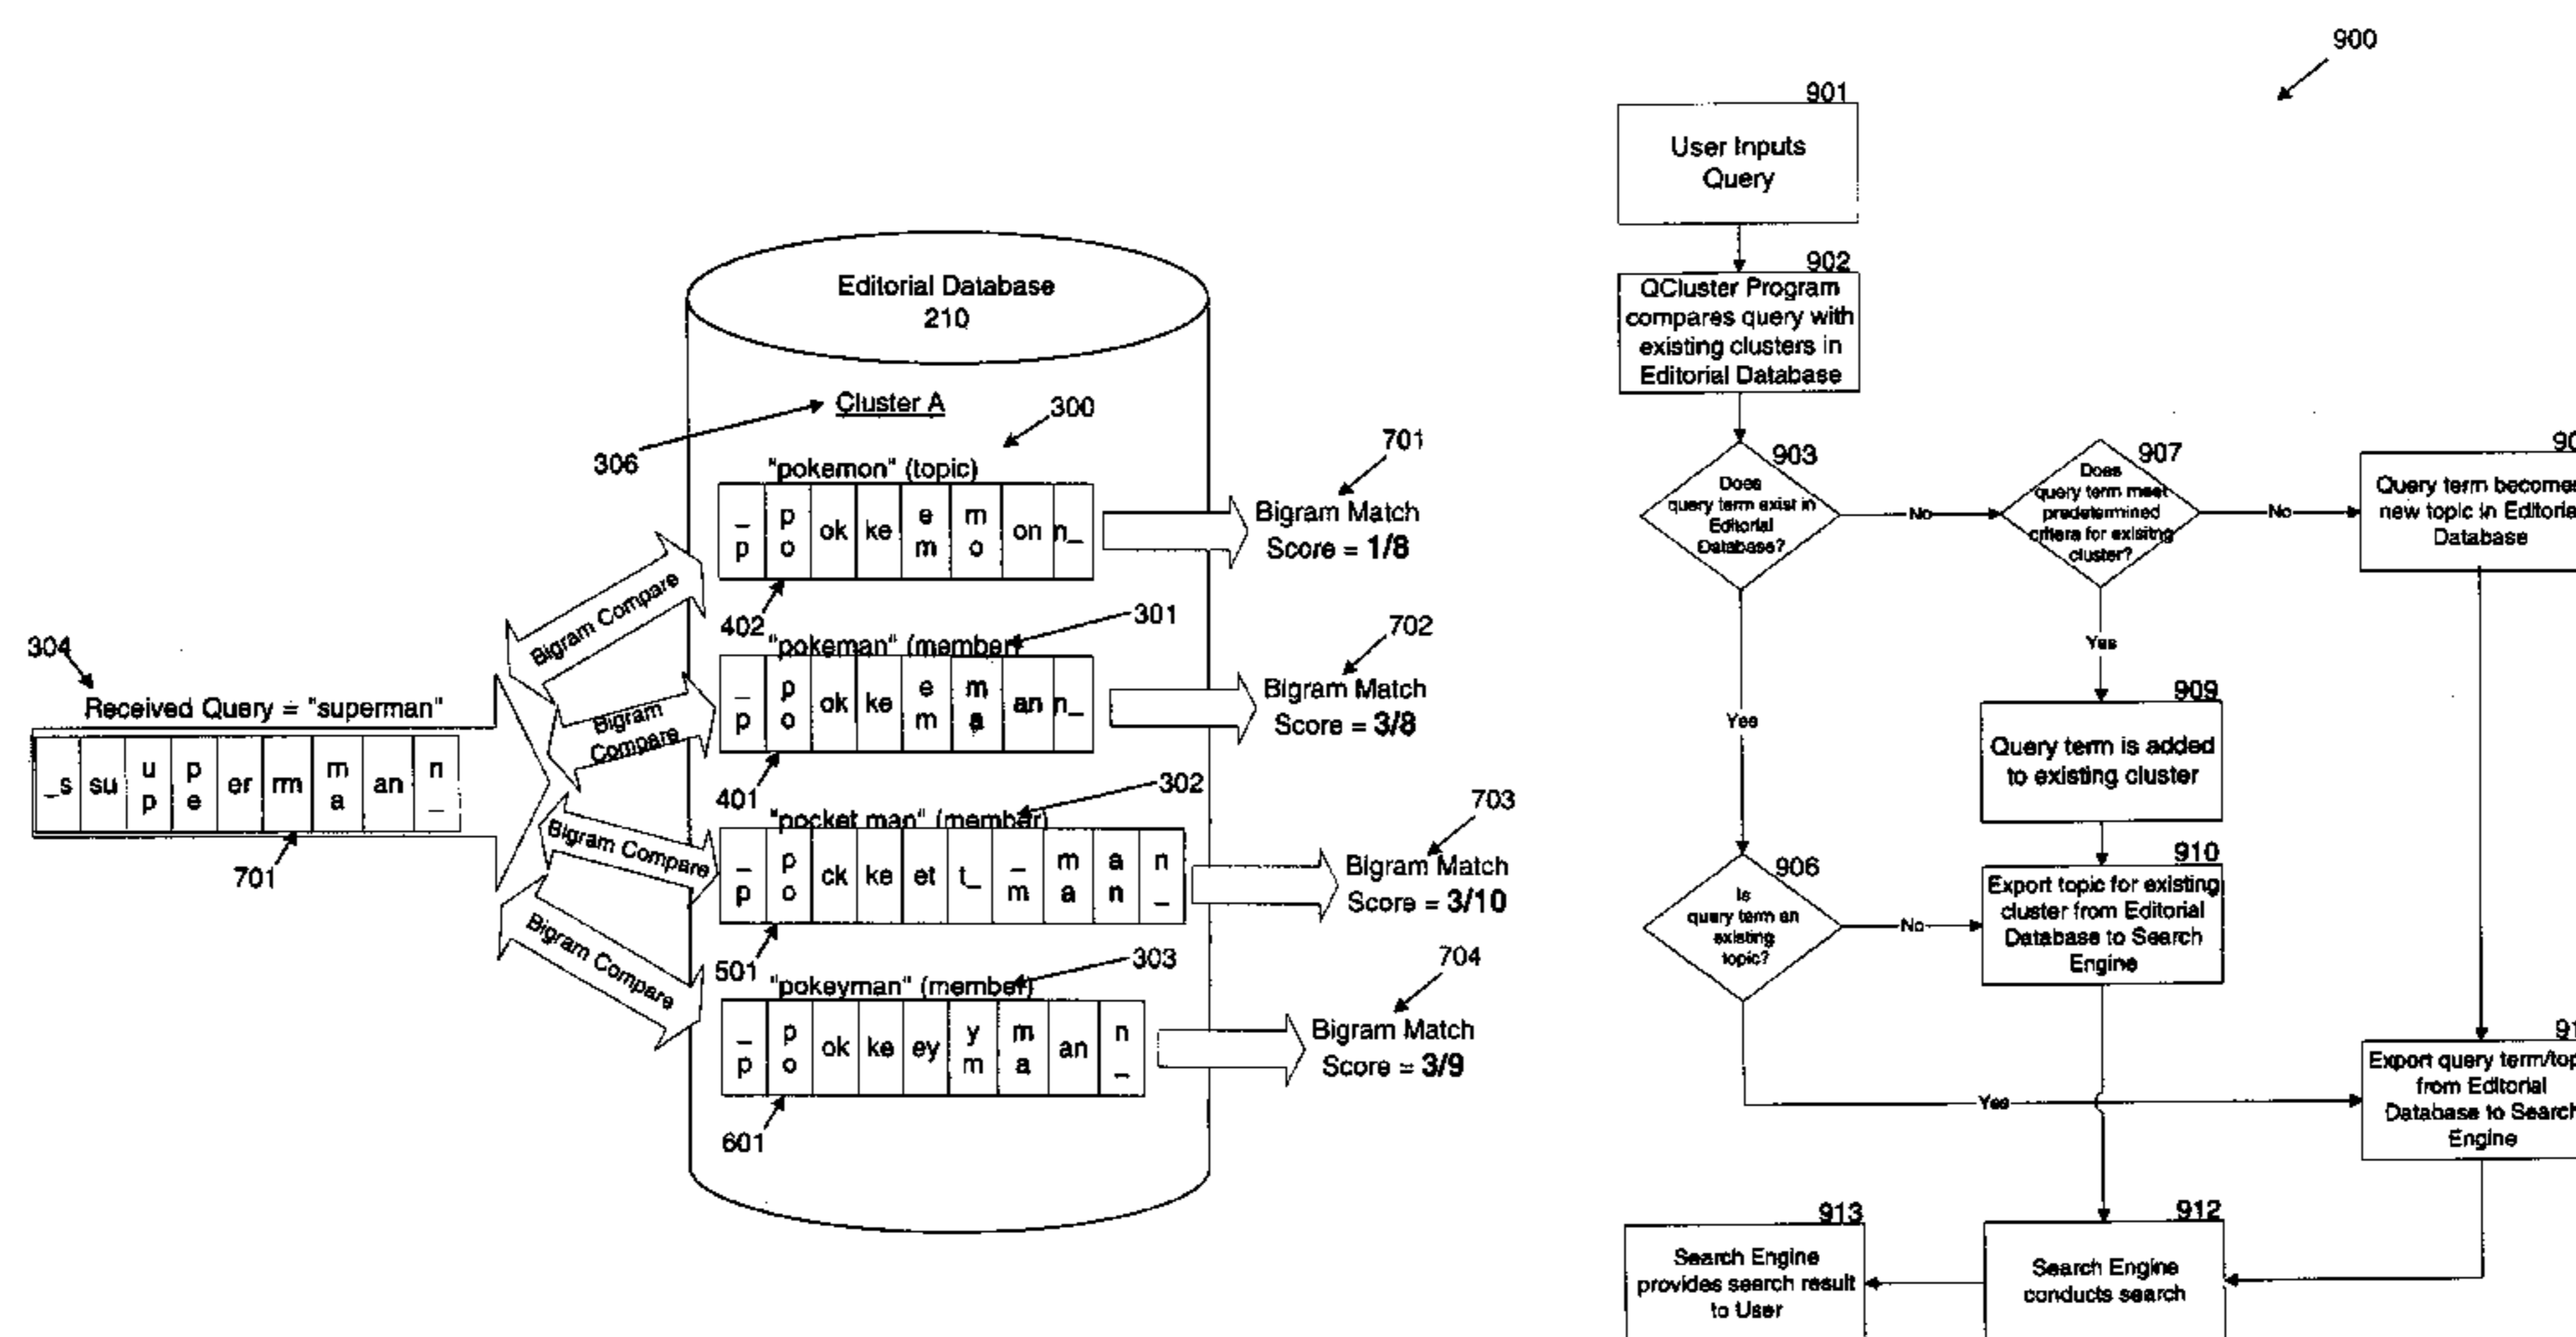 900
901
User Inputs
Query
902
QCluster Program
compares query with
existing clusters in
Editorial Database
903
Does
query term exist in
Editorial
Database?
No
907
Does
query term meet
predetermined
criteria for exisitng
cluster?
No
Query term becomes
new topic in Editorial
Database
Yes
Yes
909
Query term is added
to existing cluster
906
Is
query term an
existing
topic?
No
910
Export topic for existing
cluster from Editorial
Database to Search
Engine
Yes
Export query term/top
from Editorial
Database to Search
Engine
912
Search Engine
conducts search
913
Search Engine
provides search result
to User
Editorial Database
210
Cluster A
306
300
"pokemon" (topic)
_p po ok ke em mo on n_
402
701
Bigram Match
Score = 1/8
301
"pokeman" (member)
_p po ok ke em ma an n_
401
702
Bigram Match
Score = 3/8
302
"pocket man" (member)
_p po ck ke et t_ _m ma an n_
501
703
Bigram Match
Score = 3/10
303
"pokeyman" (member)
_p po ok ke ey ym ma an n_
601
704
Bigram Match
Score = 3/9
304
Received Query = "superman"
_s su up pe er rm ma an n_
701
Bigram Compare
Bigram
Compare
Bigram Compare
Bigram Compare